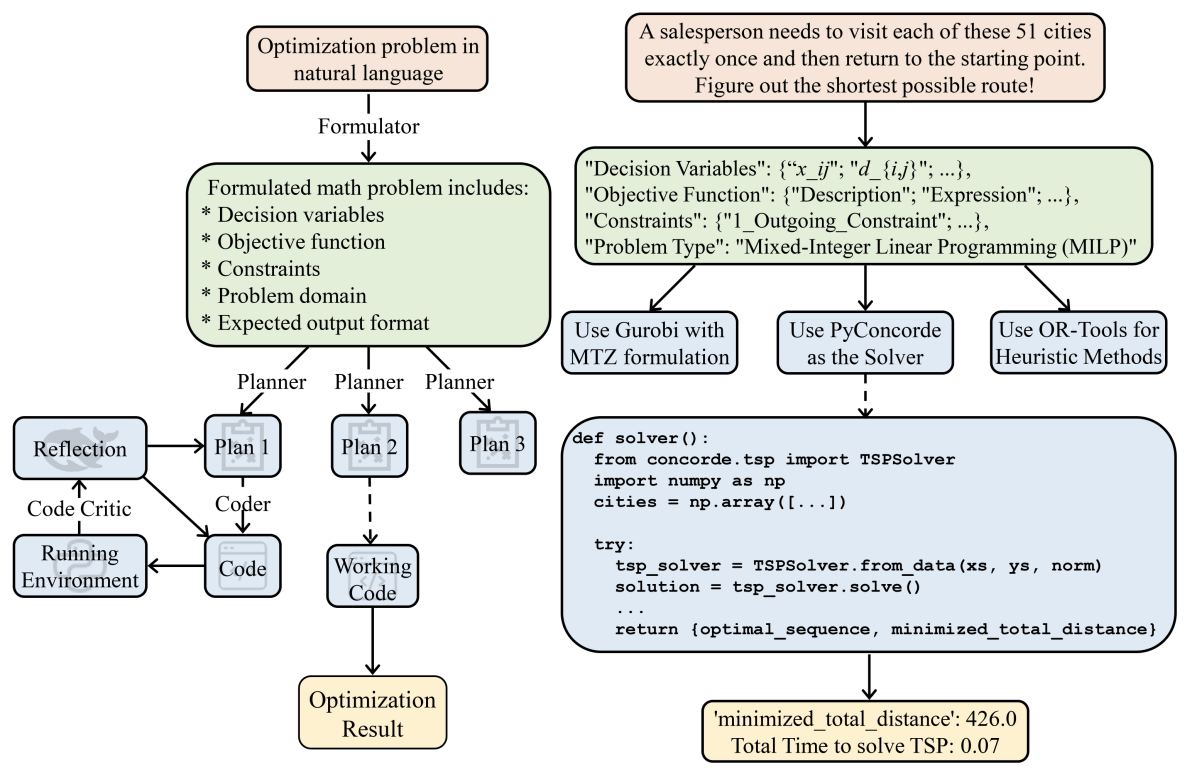 Optimization problem in
natural language
Formulator
Formulated math problem includes:
* Decision variables
* Objective function
* Constraints
* Problem domain
* Expected output format
Planner
Planner
Planner
Reflection
Plan 1
Plan 2
Plan 3
Code Critic
Coder
Running
Environment
Code
Working
Code
Optimization
Result
A salesperson needs to visit each of these 51 cities
exactly once and then return to the starting point.
Figure out the shortest possible route!
"Decision Variables": {“x_ij"; "d_{i,j}"; ...},
"Objective Function": {"Description"; "Expression"; ...},
"Constraints": {"1_Outgoing_Constraint"; ...},
"Problem Type": "Mixed-Integer Linear Programming (MILP)"
Use Gurobi with
MTZ formulation
Use PyConcorde
as the Solver
Use OR-Tools for
Heuristic Methods
def solver():
  from concorde.tsp import TSPSolver
  import numpy as np
  cities = np.array([...])
  try:
    tsp_solver = TSPSolver.from_data(xs, ys, norm)
    solution = tsp_solver.solve()
    ...
    return {optimal_sequence, minimized_total_distance}
'minimized_total_distance': 426.0
Total Time to solve TSP: 0.07